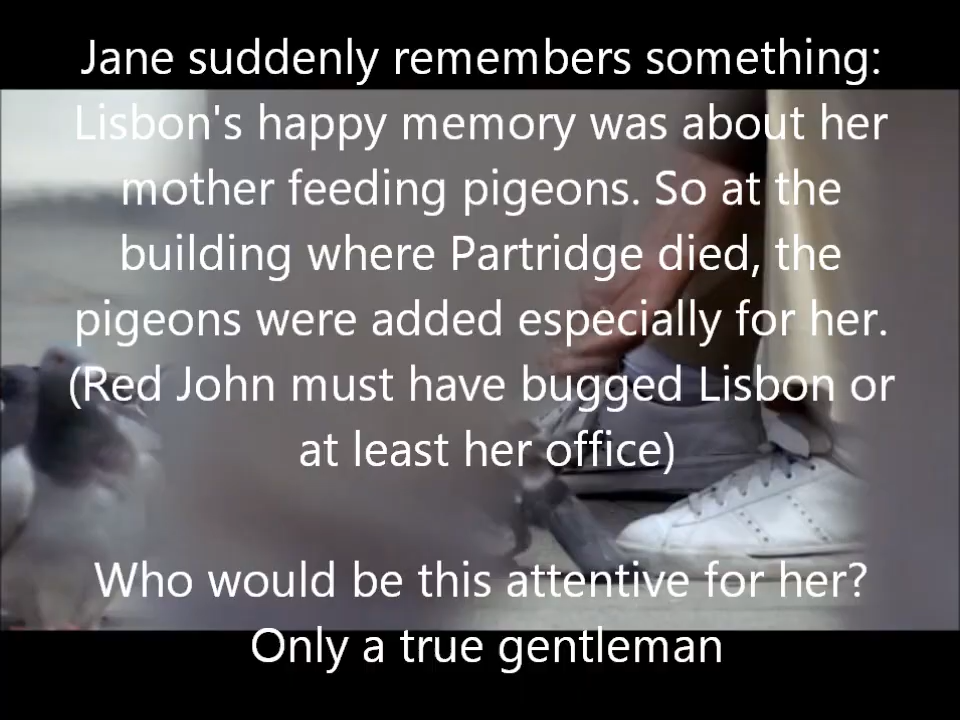 Jane suddenly remembers something:
Lisbon's happy memory was about her
mother feeding pigeons. So at the
building where Partridge died, the
pigeons were added especially for her.
(Red John must have bugged Lisbon or
at least her office)
Who would be this attentive for her?
Only a true gentleman